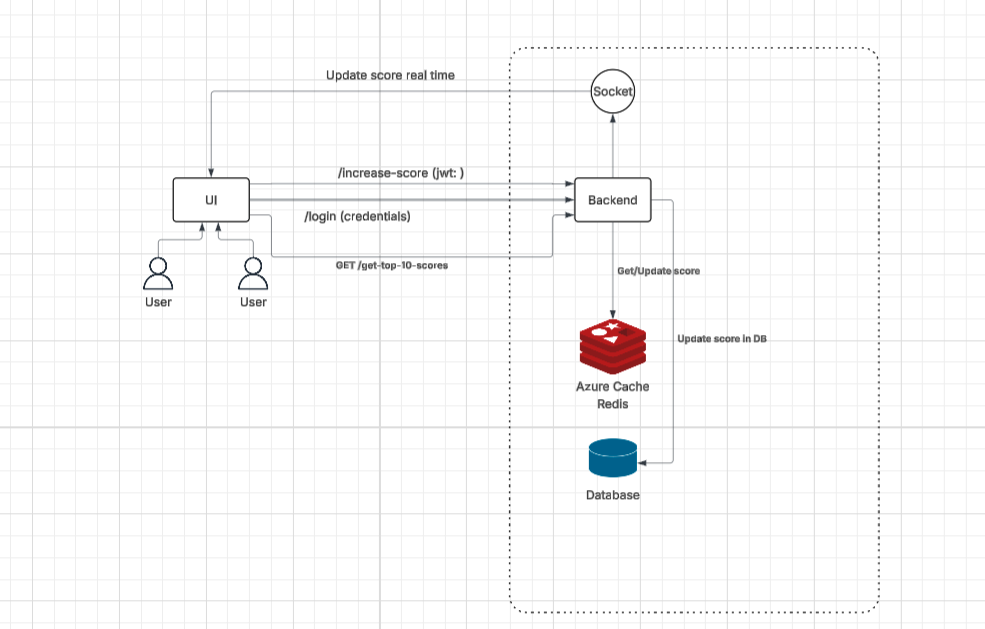 Update score real time
Socket
/increase-score (jwt: )
UI
Backend
/login (credentials)
GET /get-top-10-scores
Get/Update score
User
User
Update score in DB
Azure Cache
Redis
Database